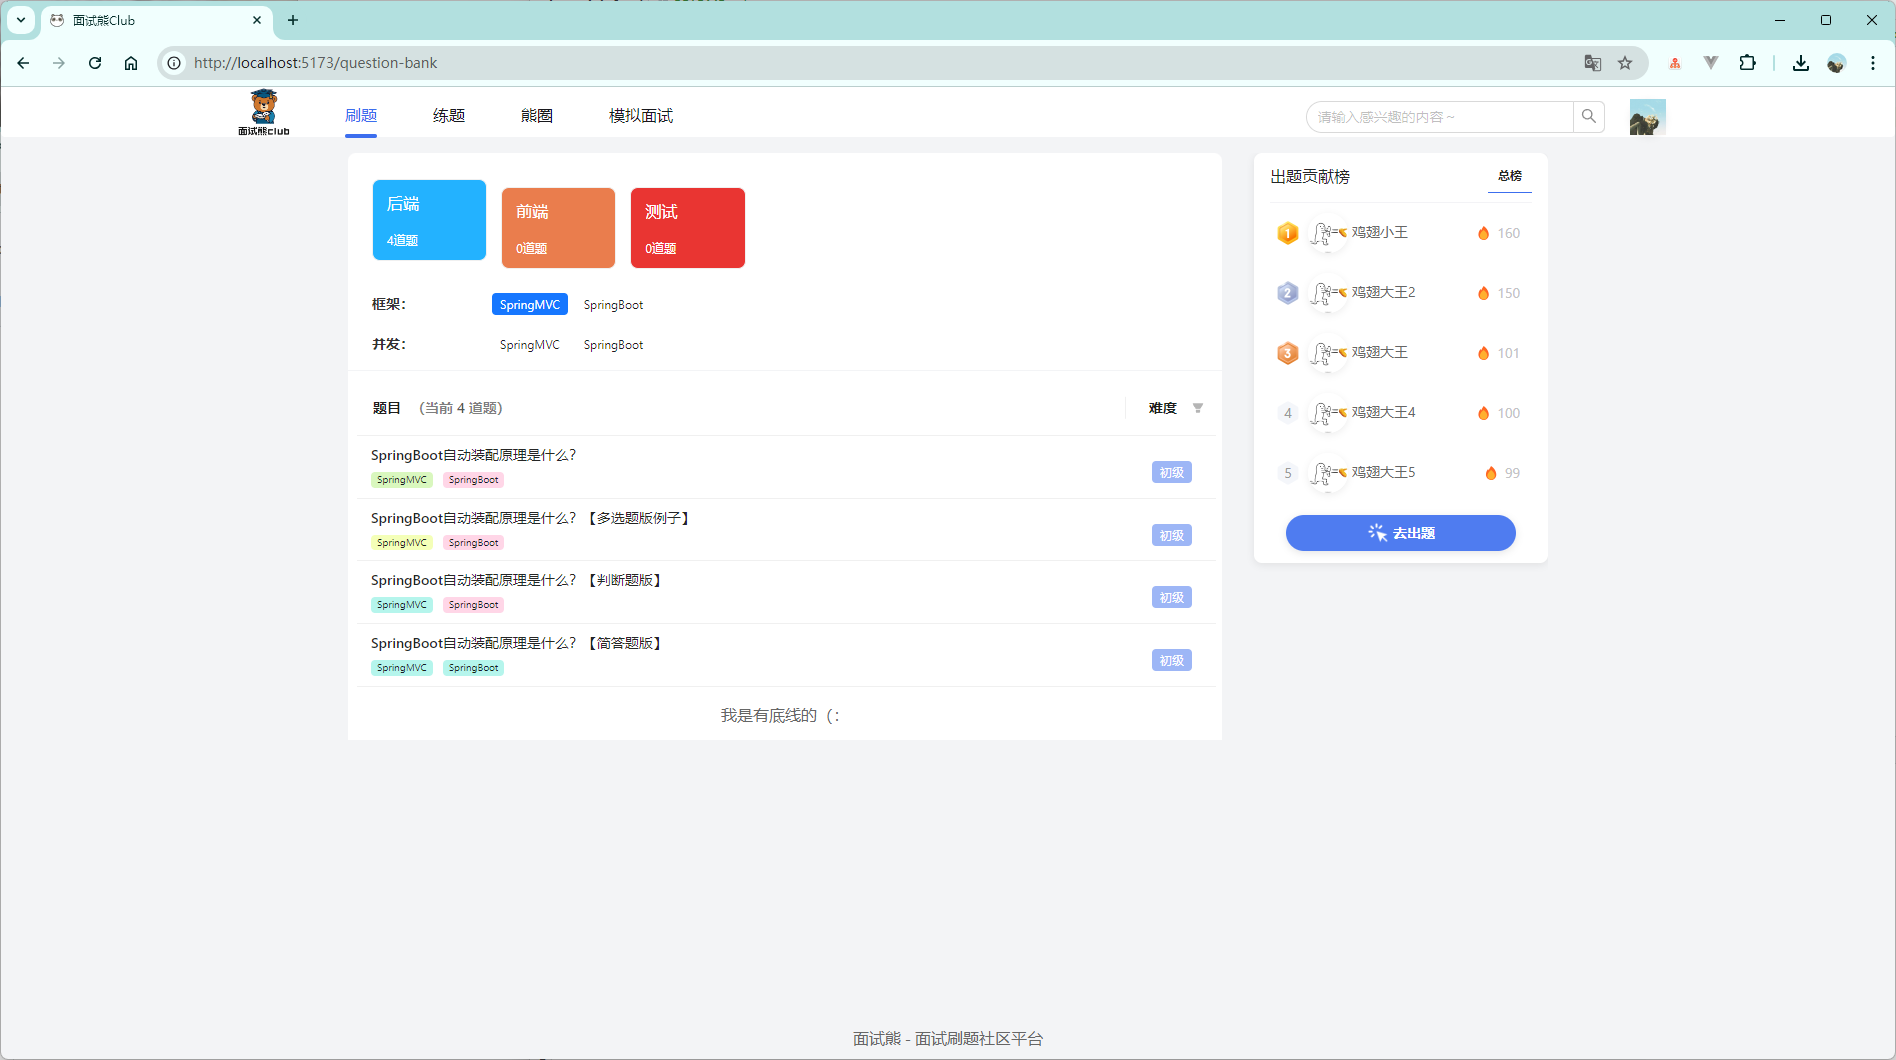 面试熊Club
http://localhost:5173/question-bank
面试熊club
刷题 练题 熊圈 模拟面试
请输入感兴趣的内容~
后端
4道题
前端
0道题
测试
0道题
框架: SpringMVC SpringBoot
并发: SpringMVC SpringBoot
题目 (当前 4 道题) 难度
SpringBoot自动装配原理是什么?
SpringMVC SpringBoot 初级
SpringBoot自动装配原理是什么? 【多选题版例子】
SpringMVC SpringBoot 初级
SpringBoot自动装配原理是什么? 【判断题版】
SpringMVC SpringBoot 初级
SpringBoot自动装配原理是什么? 【简答题版】
SpringMVC SpringBoot 初级
我是有底线的(:
出题贡献榜 总榜
1 鸡翅小王 160
2 鸡翅大王2 150
3 鸡翅大王 101
4 鸡翅大王4 100
5 鸡翅大王5 99
去出题
面试熊 - 面试刷题社区平台